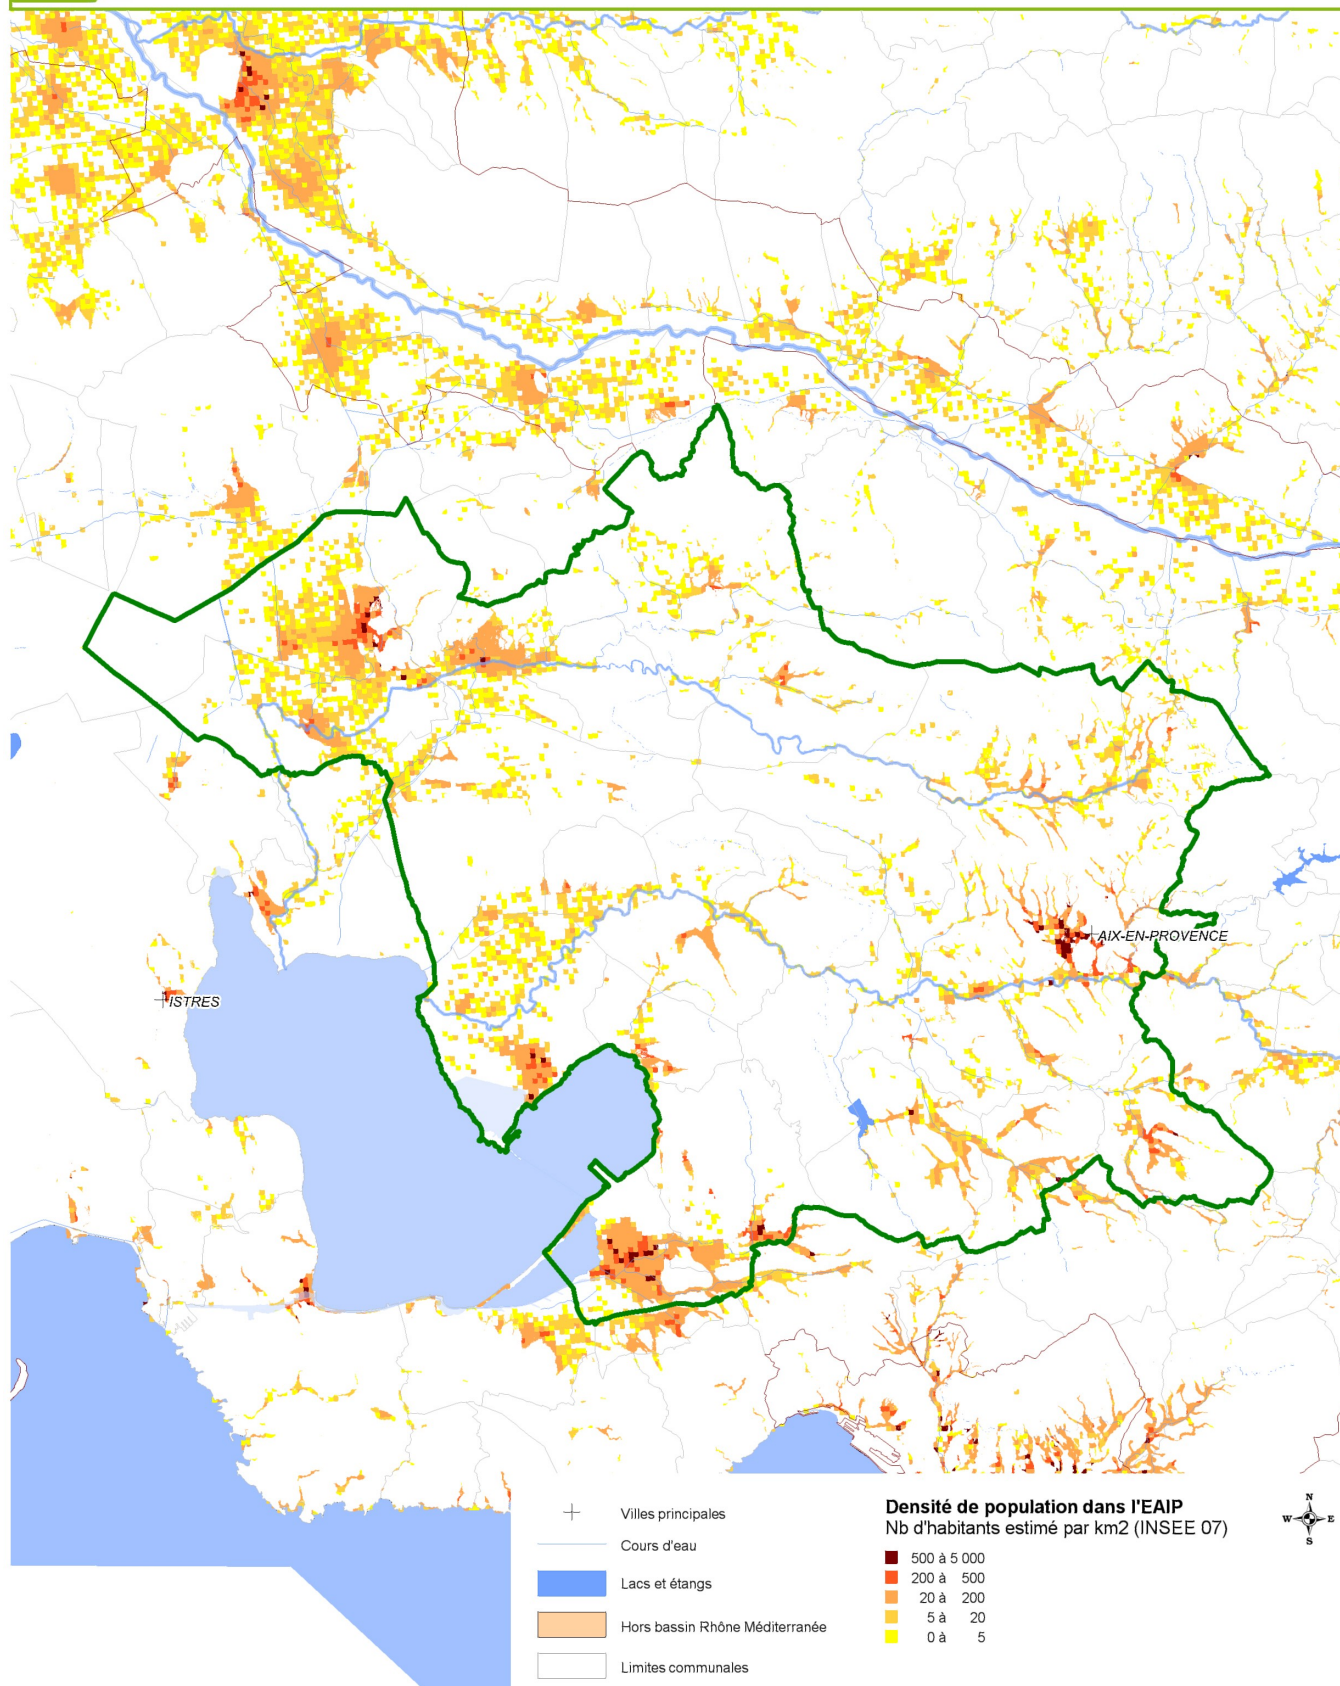 AIX-EN-PROVENCE
ISTRES
Villes principales
Cours d'eau
Lacs et étangs
Hors bassin Rhône Méditerranée
Limites communales
Densité de population dans l'EAIP
Nb d'habitants estimé par km2 (INSEE 07)
500 à 5 000
200 à 500
20 à 200
5 à 20
0 à 5
N
W E
S